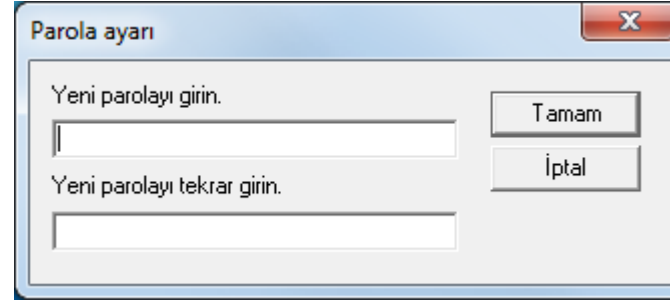 Parola ayarı
Yeni parolayı girin.
Tamam
İptal
Yeni parolayı tekrar girin.